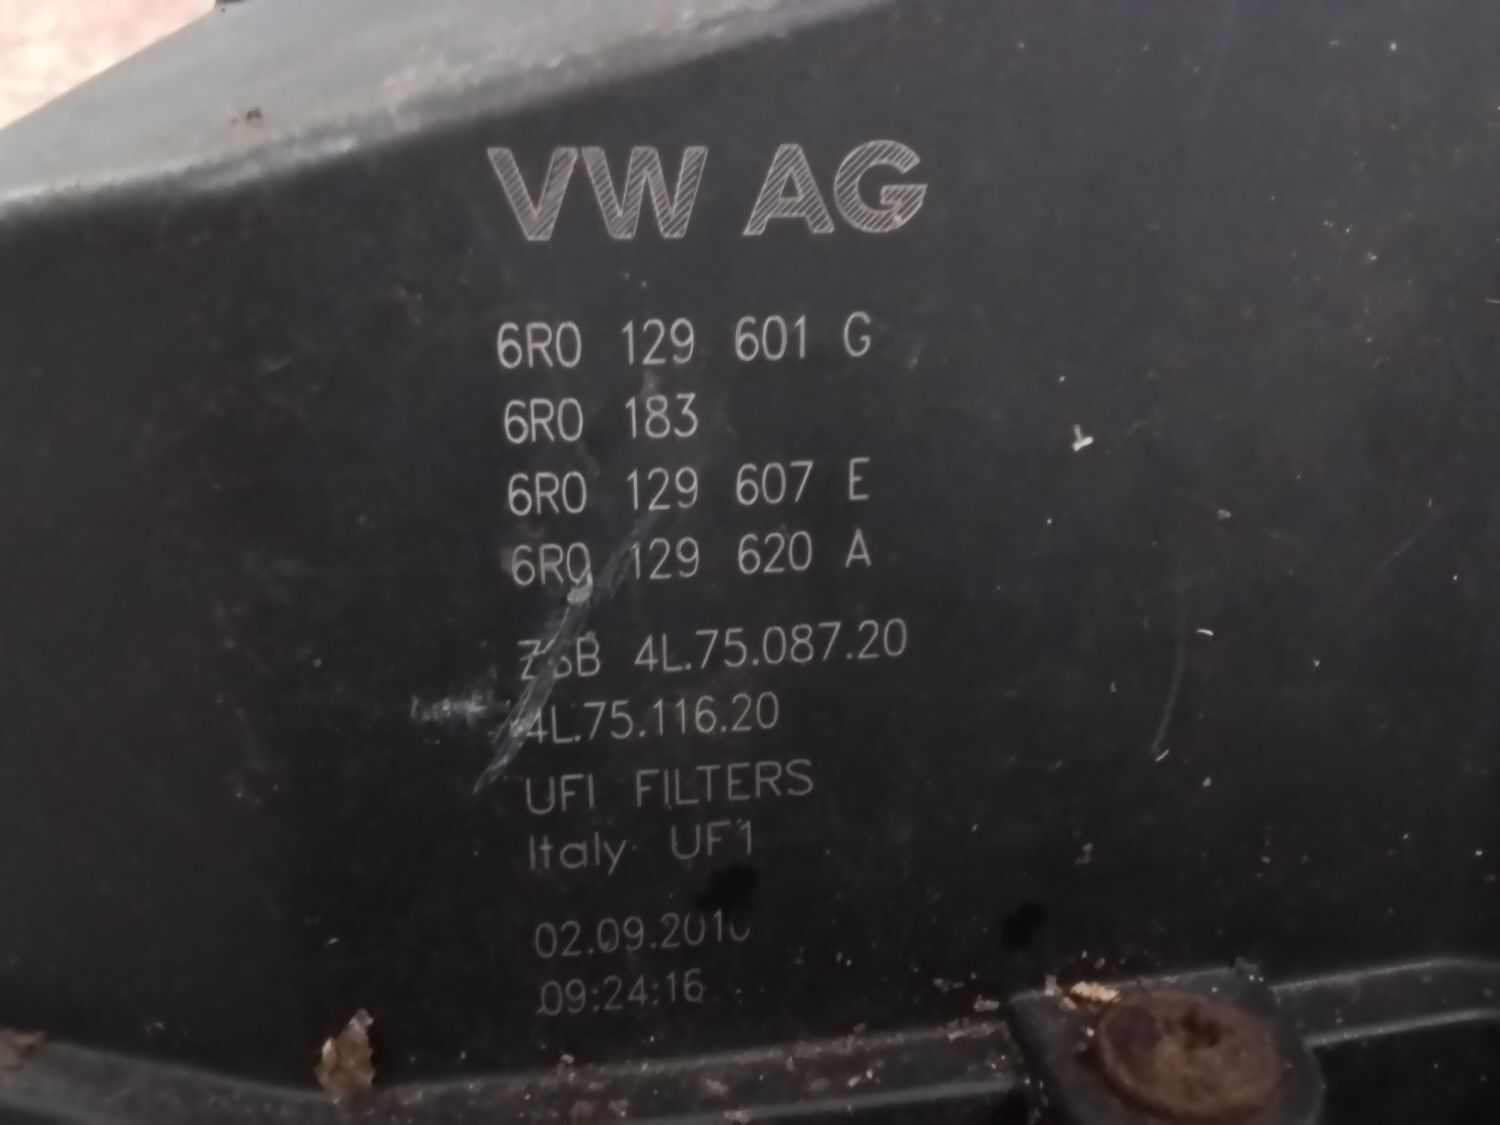 VW AG
6R0 129 601 G
6R0 183
6R0 129 607 E
6R0 129 620 A
ZSB 4L.75.087.20
4L.75.116.20
UFI FILTERS
Italy UF1
02.09.2010
09:24:16